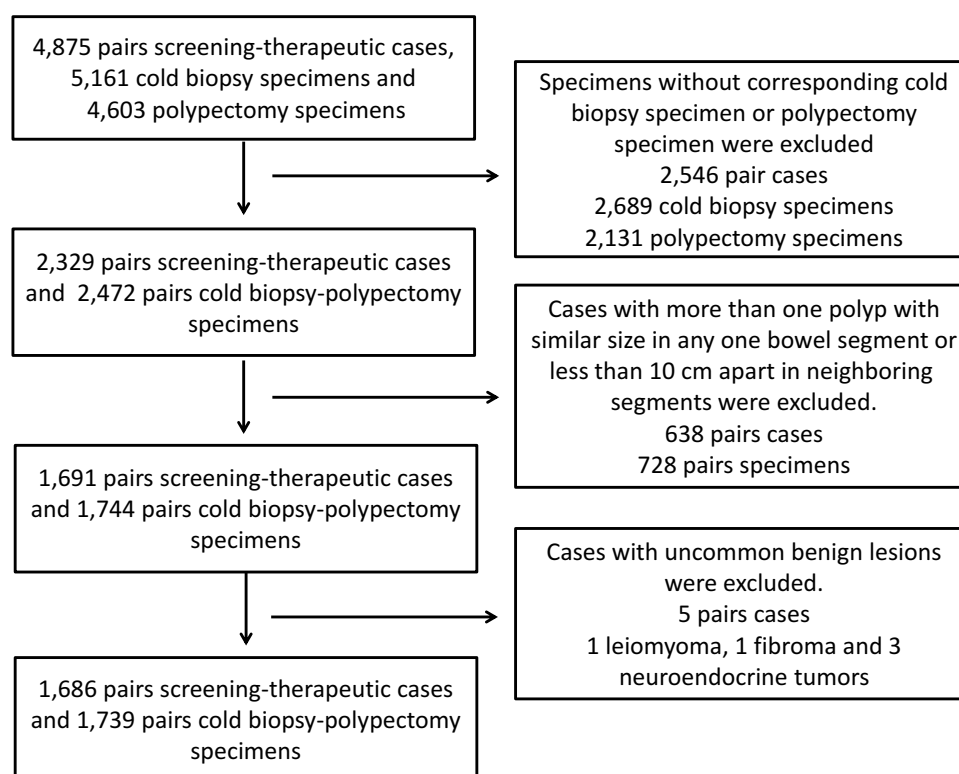 4,875 pairs screening-therapeutic cases,
5,161 cold biopsy specimens and
4,603 polypectomy specimens
Specimens without corresponding cold
biopsy specimen or polypectomy
specimen were excluded
2,546 pair cases
2,689 cold biopsy specimens
2,131 polypectomy specimens
2,329 pairs screening-therapeutic cases
and 2,472 pairs cold biopsy-polypectomy
specimens
Cases with more than one polyp with
similar size in any one bowel segment or
less than 10 cm apart in neighboring
segments were excluded.
638 pairs cases
728 pairs specimens
1,691 pairs screening-therapeutic cases
and 1,744 pairs cold biopsy-polypectomy
specimens
Cases with uncommon benign lesions
were excluded.
5 pairs cases
1 leiomyoma, 1 fibroma and 3
neuroendocrine tumors
1,686 pairs screening-therapeutic cases
and 1,739 pairs cold biopsy-polypectomy
specimens